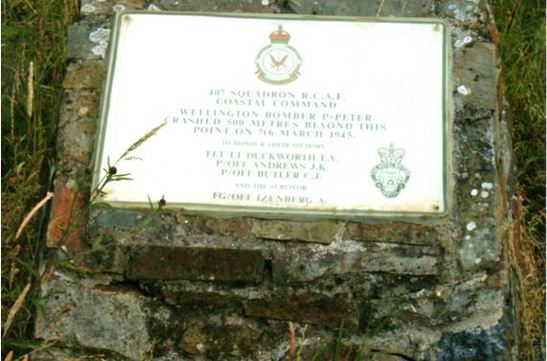 407 SQUADRON R.C.A.F.
COASTAL COMMAND
WELLINGTON BOMBER P-PETER
CRASHED 500 METRES BEYOND THIS
POINT ON 7th MARCH 1945.
TO HONOUR THEIR MEMORY
FLT/LT DUCKWORTH E.V.
P/OFF ANDREWS J.K.
P/OFF BUTLER C.J.
AND THE SURVIVOR
FG/OFF IZENBERG A.